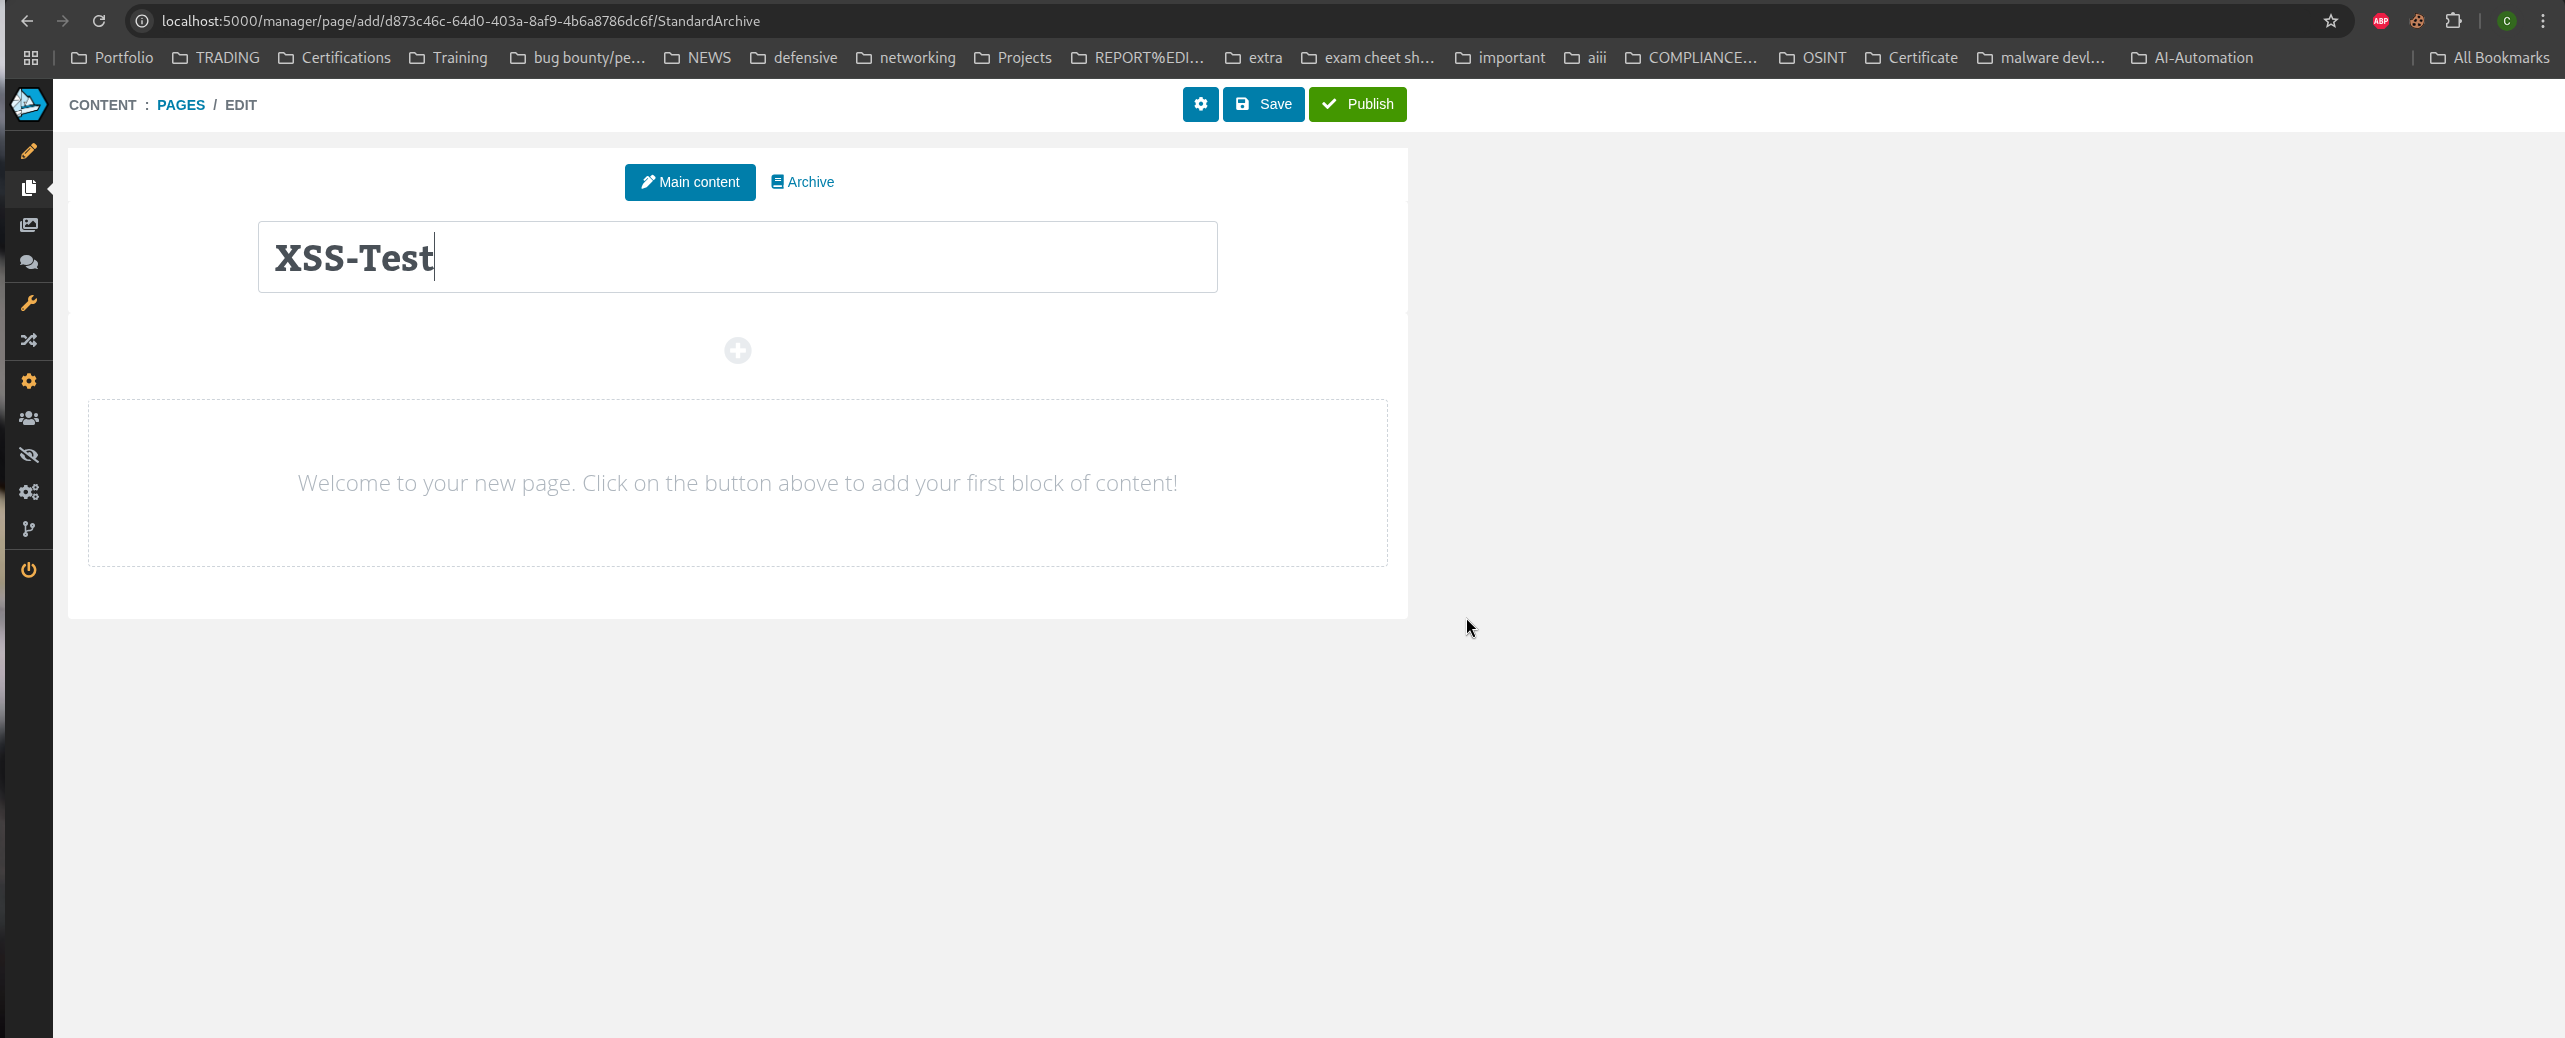 localhost:5000/manager/page/add/d873c46c-64d0-403a-8af9-4b6a8786dc6f/StandardArchive
ABP
C
Portfolio TRADING Certifications Training bug bounty/pe... NEWS defensive networking Projects REPORT%EDI... extra exam cheet sh... important aiii COMPLIANCE... OSINT Certificate malware devl... AI-Automation All Bookmarks
CONTENT : PAGES / EDIT Save Publish
Main content Archive
XSS-Test
Welcome to your new page. Click on the button above to add your first block of content!